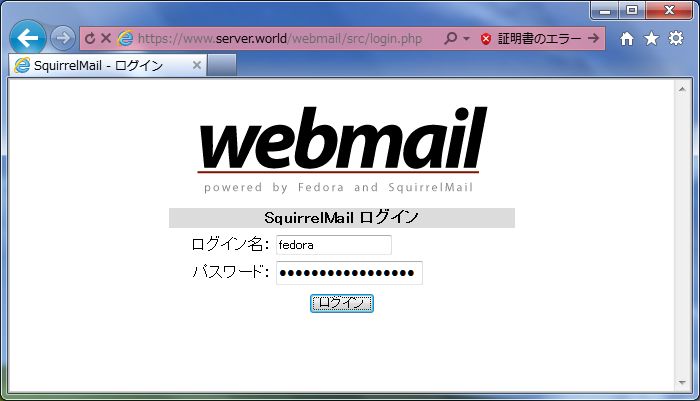 https://www.server.world/webmail/src/login.php
証明書のエラー
SquirrelMail - ログイン
webmail
powered by Fedora and SquirrelMail
SquirrelMail ログイン
ログイン名: fedora
パスワード: ●●●●●●●●●●●●●●●●●
ログイン